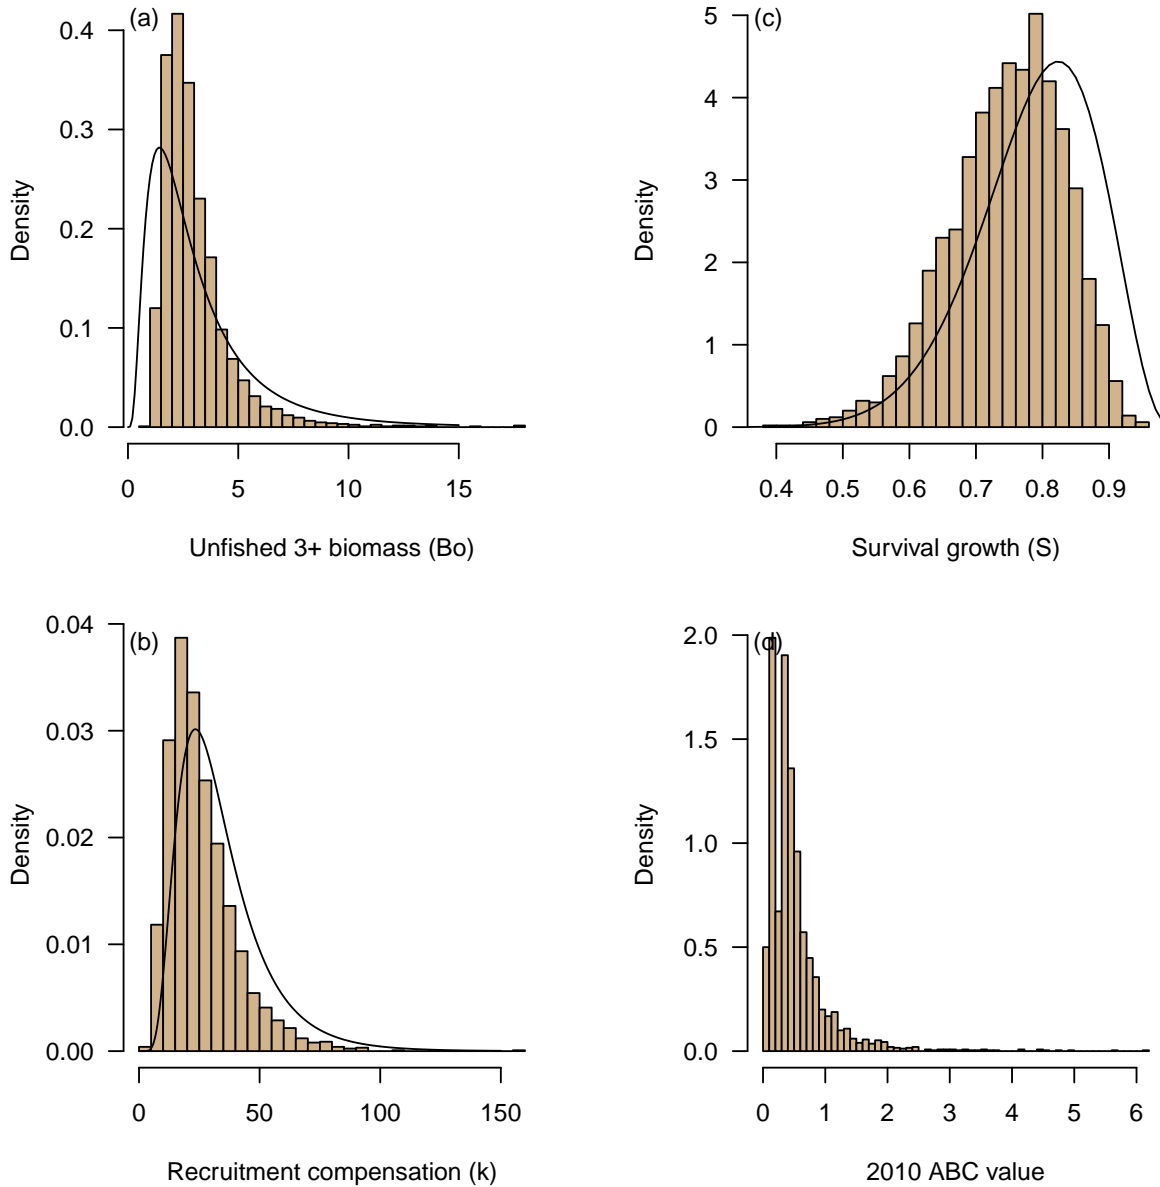 (a)
0.4
0.3
0.2
0.1
0.0
Density
0 5 10 15
Unfished 3+ biomass (Bo)
(c)
5
4
3
2
1
0
Density
0.4 0.5 0.6 0.7 0.8 0.9
Survival growth (S)
(b)
0.04
0.03
0.02
0.01
0.00
Density
0 50 100 150
Recruitment compensation (k)
(d)
2.0
1.5
1.0
0.5
0.0
Density
0 1 2 3 4 5 6
2010 ABC value